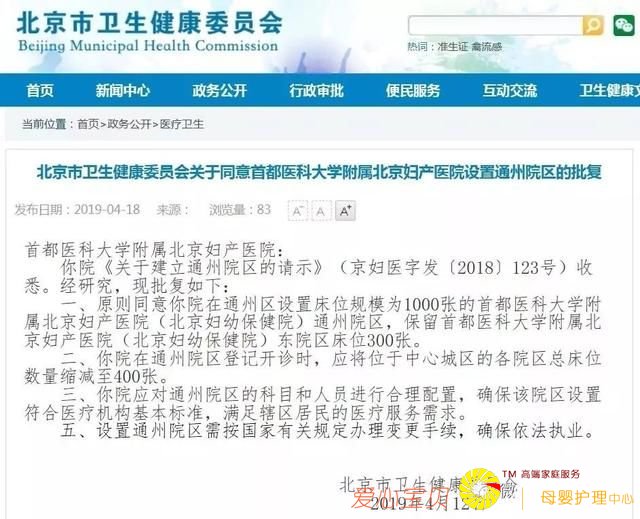 北京市卫生健康委员会
Beijing Municipal Health Commission
热词：准生证 禽流感
首页 新闻中心 政务公开 行政审批 便民服务 互动交流 卫生健康
当前位置：首页>政务公开>医疗卫生
北京市卫生健康委员会关于同意首都医科大学附属北京妇产医院设置通州院区的批复
发布日期：2019-04-18 来源： 浏览量：83 A- A A+
首都医科大学附属北京妇产医院：
你院《关于建立通州院区的请示》（京妇医字发〔2018〕123号）收
悉。经研究，现批复如下：
一、原则同意你院在通州区设置床位规模为1000张的首都医科大学附
属北京妇产医院（北京妇幼保健院）通州院区，保留首都医科大学附属北
京妇产医院（北京妇幼保健院）东院区床位300张。
二、你院在通州院区登记开诊时，应将位于中心城区的各院区总床位
数量缩减至400张。
三、你院应对通州院区的科目和人员进行合理配置，确保该院区设置
符合医疗机构基本标准，满足辖区居民的医疗服务需求。
五、设置通州院区需按国家有关规定办理变更手续，确保依法执业。
北京市卫生健康委员会
2019年4月12日
TM 高端家庭服务
母婴护理中心